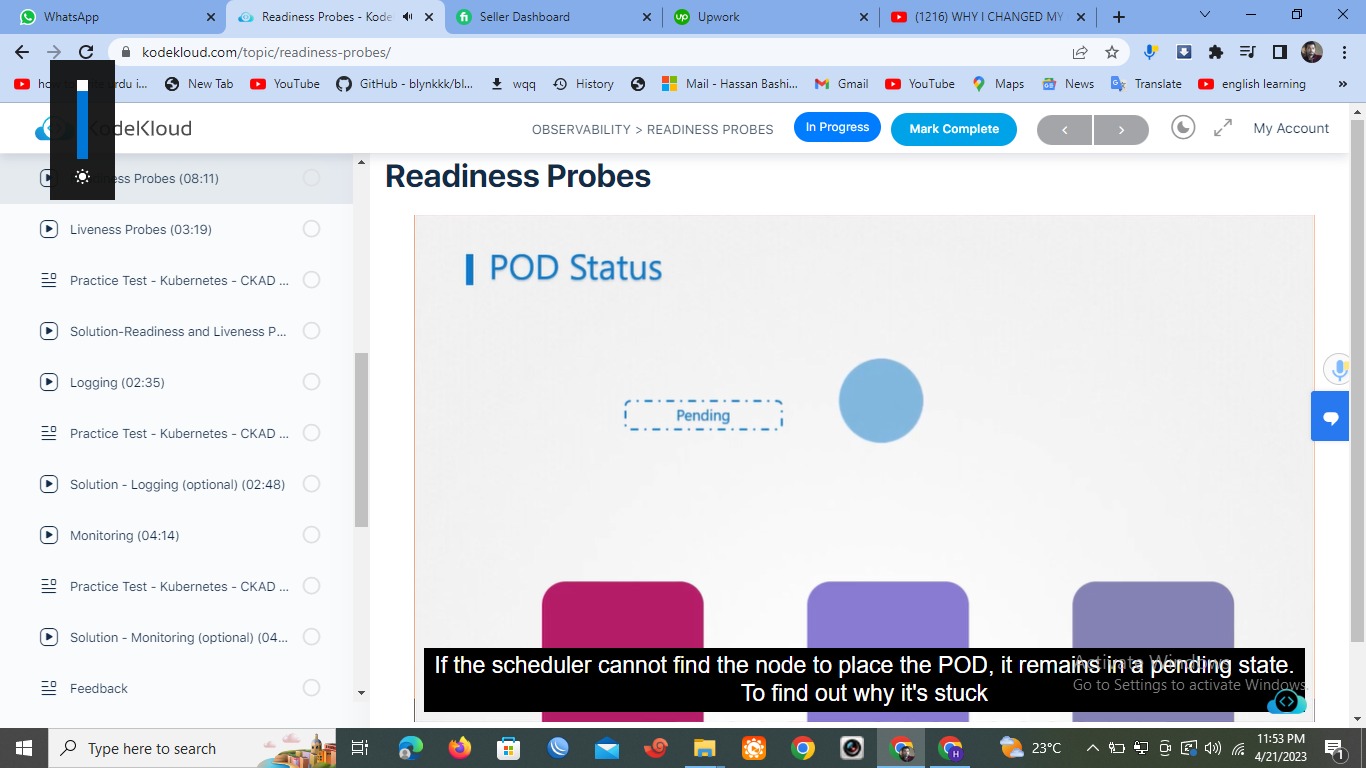 WhatsApp
Readiness Probes - Kode
Seller Dashboard
Upwork
(1216) WHY I CHANGED MY
kodekloud.com/topic/readiness-probes/
how
urdu i...
New Tab
YouTube
GitHub - blynkkk/bl...
wqq
History
Mail - Hassan Bashi...
Gmail
YouTube
Maps
News
Translate
english learning
KodeKloud
OBSERVABILITY > READINESS PROBES
In Progress
Mark Complete
My Account
Probes (08:11)
Liveness Probes (03:19)
Practice Test - Kubernetes - CKAD ...
Solution-Readiness and Liveness P...
Logging (02:35)
Practice Test - Kubernetes - CKAD ...
Solution - Logging (optional) (02:48)
Monitoring (04:14)
Practice Test - Kubernetes - CKAD ...
Solution - Monitoring (optional) (04...
Feedback
Readiness Probes
POD Status
Pending
If the scheduler cannot find the node to place the POD, it remains in a pending state.
To find out why it's stuck
Activate Windows
Go to Settings to activate Windows.
Type here to search
23°C
11:53 PM
4/21/2023
1